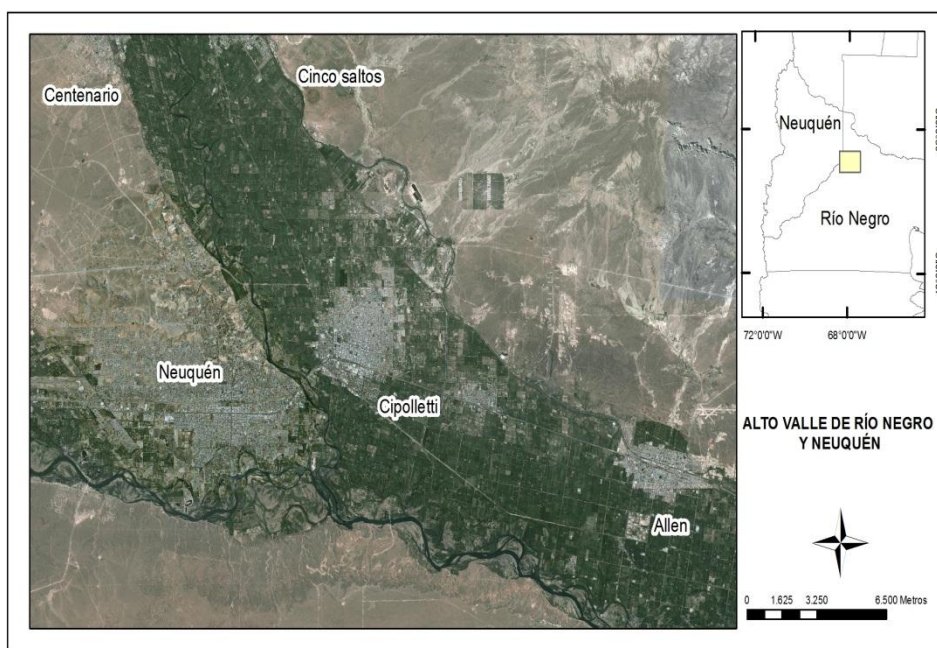 Centenario
Cinco saltos
Neuquén
Cipolletti
Allen
Neuquén
Río Negro
72°0'0"W
68°0'0"W
ALTO VALLE DE RÍO NEGRO
Y NEUQUÉN
0 1.625 3.250 6.500 Metros